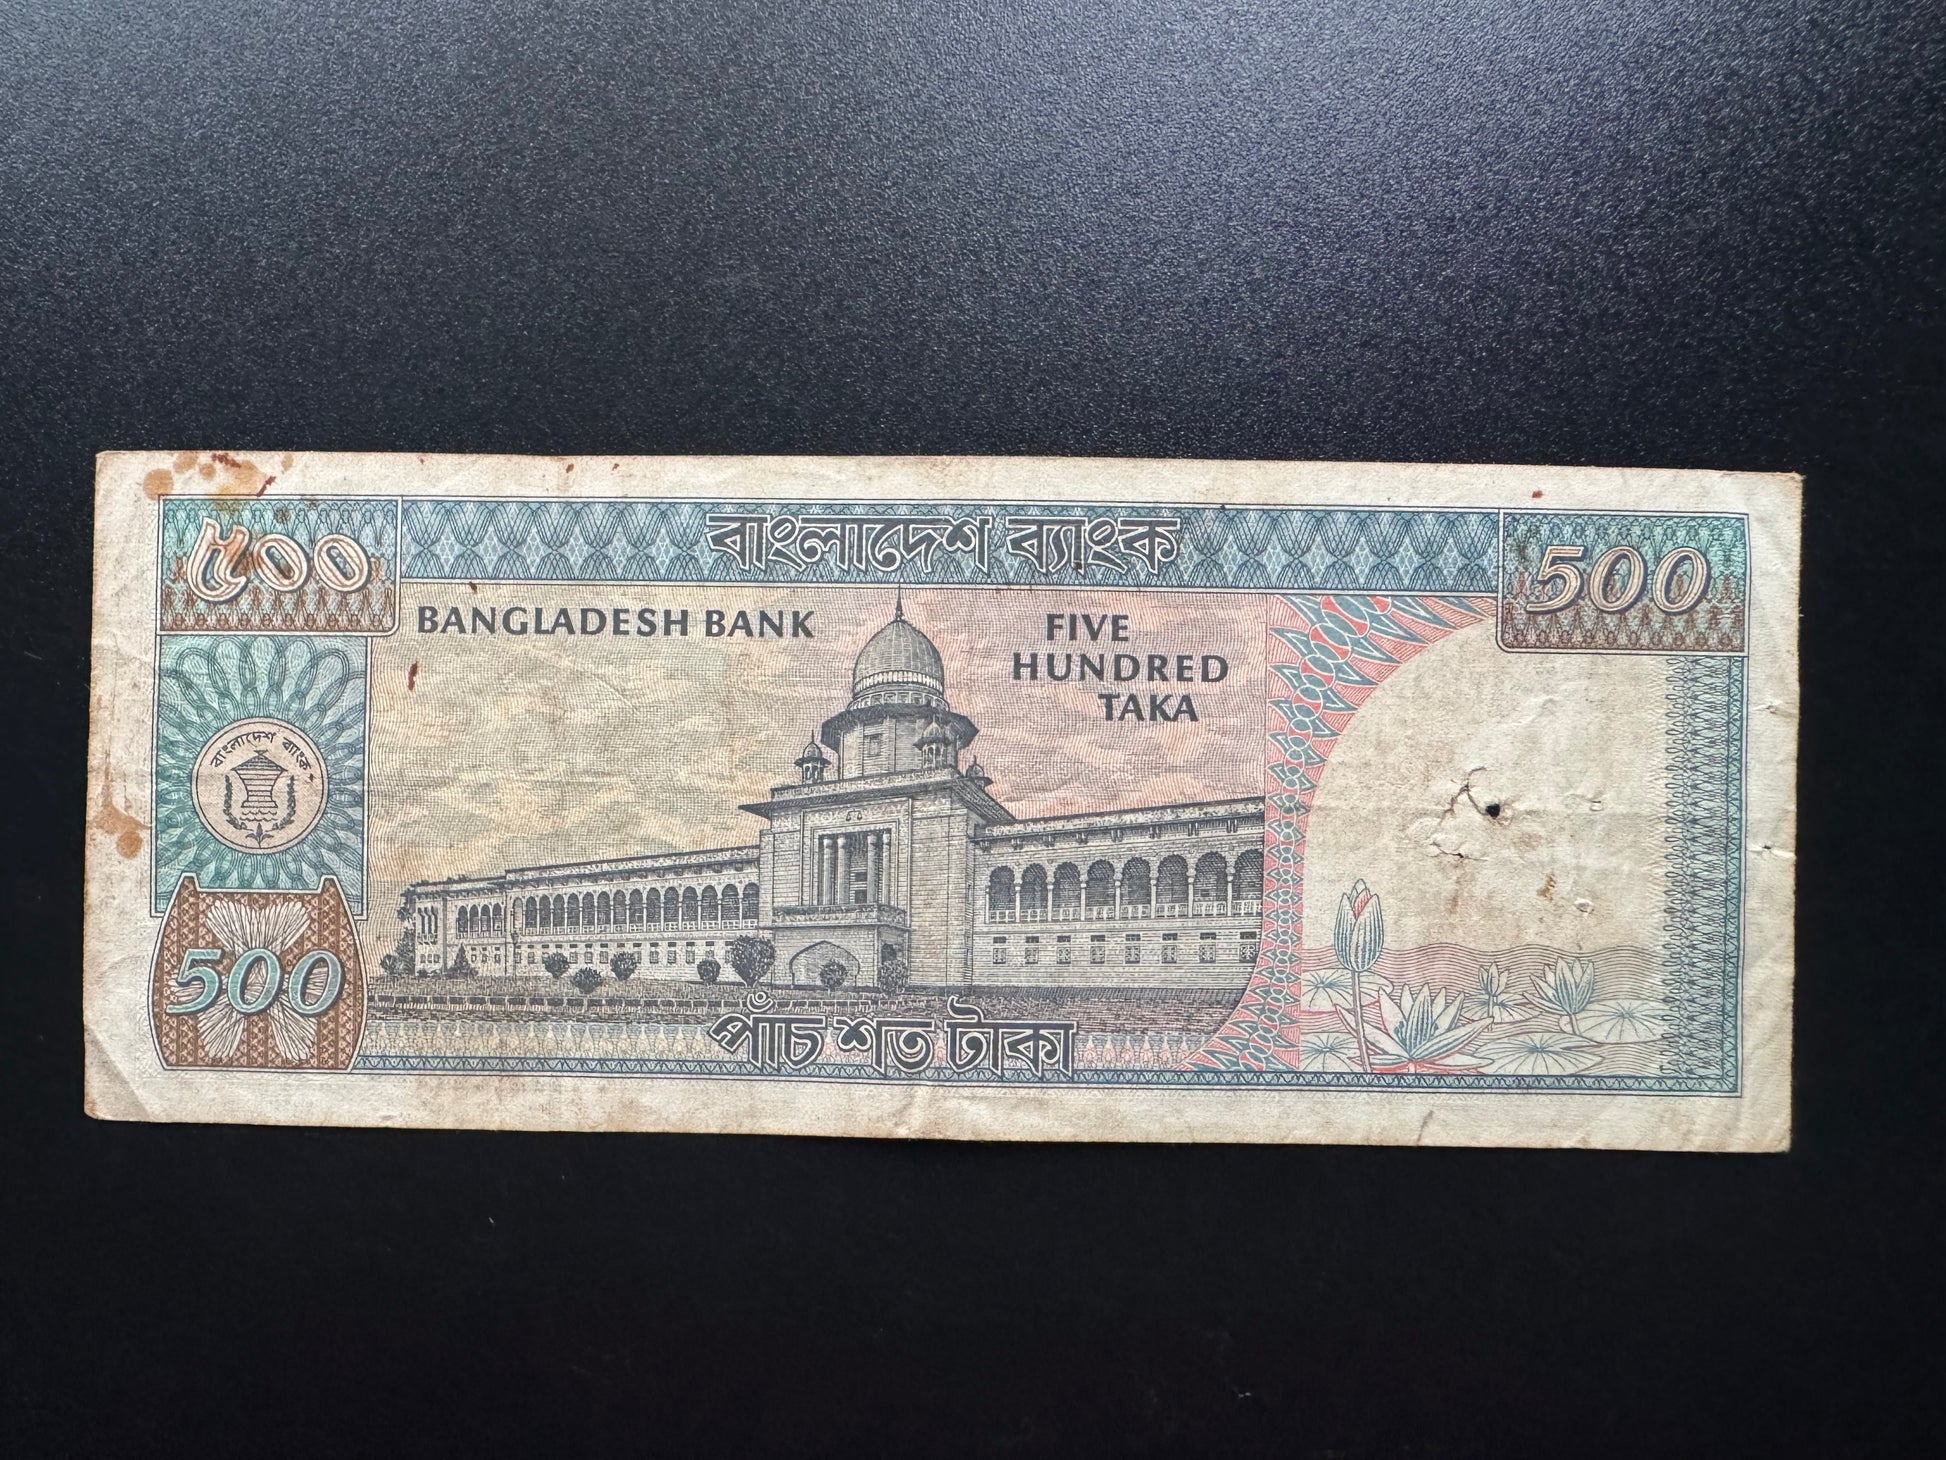 বাংলাদেশ ব্যাংক
৫০০
500
BANGLADESH BANK
FIVE
HUNDRED
TAKA
বাংলাদেশ ব্যাংক
500
পাঁচ শত টাকা